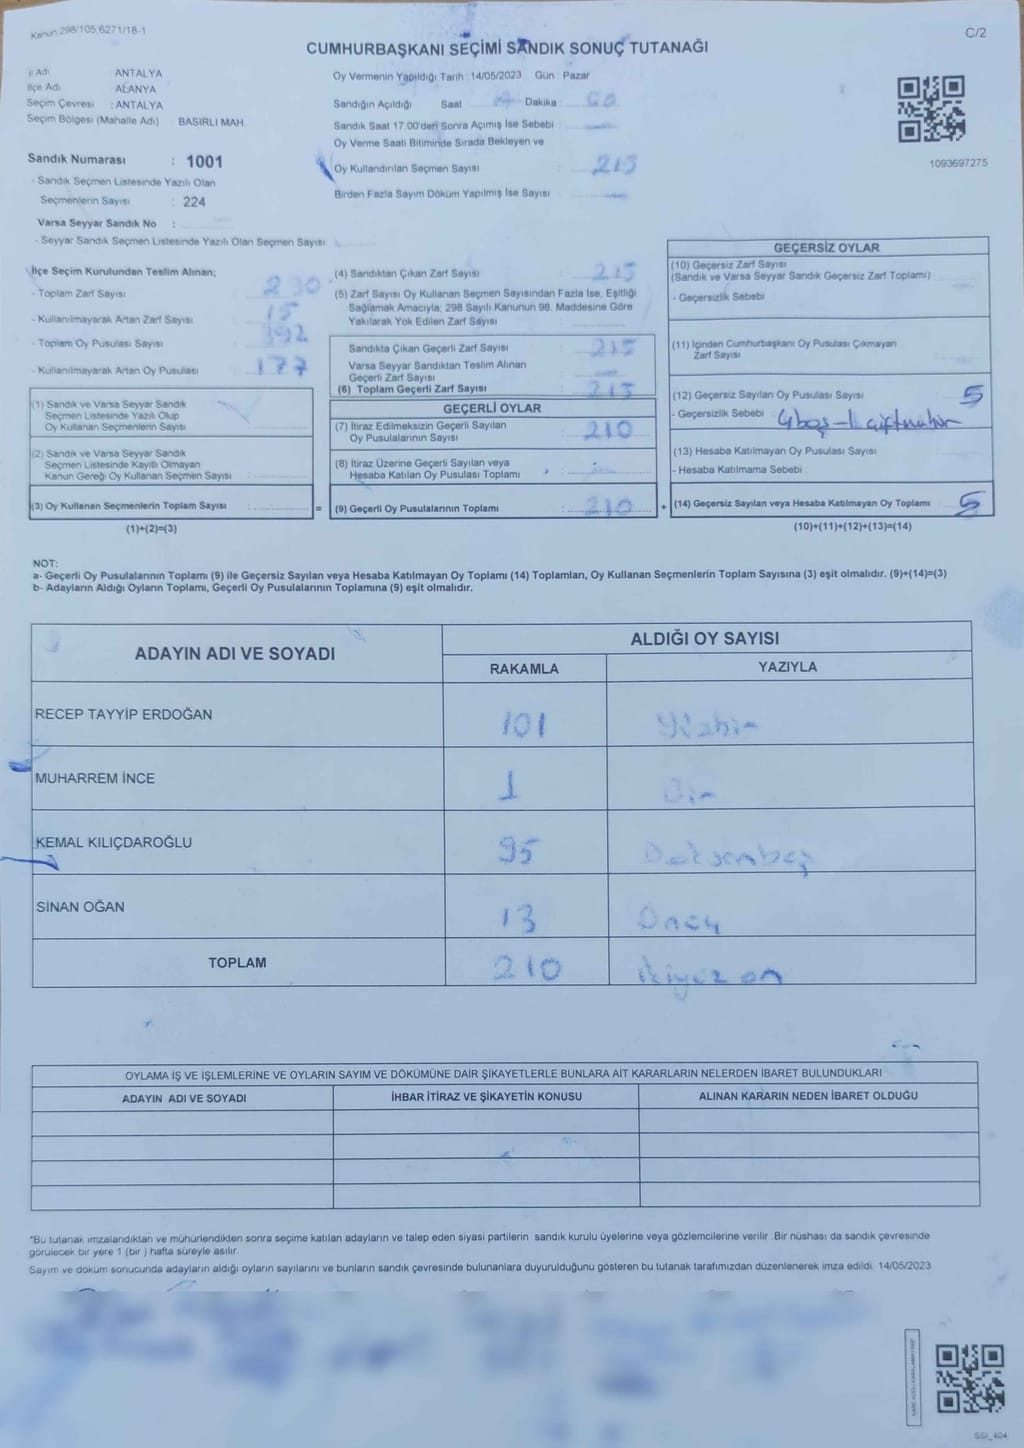 Kanun:298/105,6271/18-1
C/2
CUMHURBAŞKANI SEÇİMİ SANDIK SONUÇ TUTANAĞI
İl Adı : ANTALYA
İlçe Adı : ALANYA
Seçim Çevresi : ANTALYA
Seçim Bölgesi (Mahalle Adı) BASIRLI MAH.
Sandık Numarası : 1001
- Sandık Seçmen Listesinde Yazılı Olan
Seçmenlerin Sayısı : 224
Varsa Seyyar Sandık No :
- Seyyar Sandık Seçmen Listesinde Yazılı Olan Seçmen Sayısı :
Oy Vermenin Yapıldığı Tarih : 14/05/2023 Gün : Pazar
Sandığın Açıldığı Saat Dakika
Sandık Saat 17.00'den Sonra Açımış İse Sebebi :
Oy Verme Saati Bitiminde Sırada Bekleyen ve
Oy Kullandırılan Seçmen Sayısı : 215
Birden Fazla Sayım Döküm Yapılmış İse Sayısı :
1093697275
İlçe Seçim Kurulundan Teslim Alınan;
- Toplam Zarf Sayısı : 230
- Kullanılmayarak Artan Zarf Sayısı : 15
- Toplam Oy Pusulası Sayısı : 392
- Kullanılmayarak Artan Oy Pusulası : 177
(1) Sandık ve Varsa Seyyar Sandık
Seçmen Listesinde Yazılı Olup
Oy Kullanan Seçmenlerin Sayısı :
(2) Sandık ve Varsa Seyyar Sandık
Seçmen Listesinde Kayıtlı Olmayan
Kanun Gereği Oy Kullanan Seçmen Sayısı :
(3) Oy Kullanan Seçmenlerin Toplam Sayısı :
(1)+(2)=(3)
(4) Sandıktan Çıkan Zarf Sayısı : 215
(5) Zarf Sayısı Oy Kullanan Seçmen Sayısından Fazla İse, Eşitliği
Sağlamak Amacıyla; 298 Sayılı Kanunun 98. Maddesine Göre
Yakılarak Yok Edilen Zarf Sayısı :
Sandıkta Çıkan Geçerli Zarf Sayısı : 215
Varsa Seyyar Sandıktan Teslim Alınan
Geçerli Zarf Sayısı :
(6) Toplam Geçerli Zarf Sayısı : 215
GEÇERLİ OYLAR
(7) İtiraz Edilmeksizin Geçerli Sayılan
Oy Pusulalarının Sayısı : 210
(8) İtiraz Üzerine Geçerli Sayılan veya
Hesaba Katılan Oy Pusulası Toplamı :
= (9) Geçerli Oy Pusulalarının Toplamı : 210 +
GEÇERSİZ OYLAR
(10) Geçersiz Zarf Sayısı
(Sandık ve Varsa Seyyar Sandık Geçersiz Zarf Toplamı) :
- Geçersizlik Sebebi :
(11) İçinden Cumhurbaşkanı Oy Pusulası Çıkmayan
Zarf Sayısı
(12) Geçersiz Sayılan Oy Pusulası Sayısı 5
- Geçersizlik Sebebi : 4 boş - 1 çift mühür
(13) Hesaba Katılmayan Oy Pusulası Sayısı :
- Hesaba Katılmama Sebebi :
(14) Geçersiz Sayılan veya Hesaba Katılmayan Oy Toplamı 5
(10)+(11)+(12)+(13)=(14)
NOT:
a- Geçerli Oy Pusulalarının Toplamı (9) ile Geçersiz Sayılan veya Hesaba Katılmayan Oy Toplamı (14) Toplamları, Oy Kullanan Seçmenlerin Toplam Sayısına (3) eşit olmalıdır. (9)+(14)=(3)
b- Adayların Aldığı Oyların Toplamı, Geçerli Oy Pusulalarının Toplamına (9) eşit olmalıdır.
ADAYIN ADI VE SOYADI
ALDIĞI OY SAYISI
RAKAMLA YAZIYLA
RECEP TAYYİP ERDOĞAN 101 Yüzbir
MUHARREM İNCE 1 Bir
KEMAL KILIÇDAROĞLU 95 Doksanbeş
SİNAN OĞAN 13 Onüç
TOPLAM 210 ikiyüz on
OYLAMA İŞ VE İŞLEMLERİNE VE OYLARIN SAYIM VE DÖKÜMÜNE DAİR ŞİKAYETLERLE BUNLARA AİT KARARLARIN NELERDEN İBARET BULUNDUKLARI
ADAYIN ADI VE SOYADI İHBAR İTİRAZ VE ŞİKAYETİN KONUSU ALINAN KARARIN NEDEN İBARET OLDUĞU
*Bu tutanak imzalandıktan ve mühürlendikten sonra seçime katılan adayların ve talep eden siyasi partilerin sandık kurulu üyelerine veya gözlemcilerine verilir. Bir nüshası da sandık çevresinde
görülecek bir yere 1 (bir ) hafta süreyle asılır.
Sayım ve döküm sonucunda adayların aldığı oyların sayılarını ve bunların sandık çevresinde bulunanlara duyurulduğunu gösteren bu tutanak tarafımızdan düzenlenerek imza edildi. 14/05/2023
SSI_404